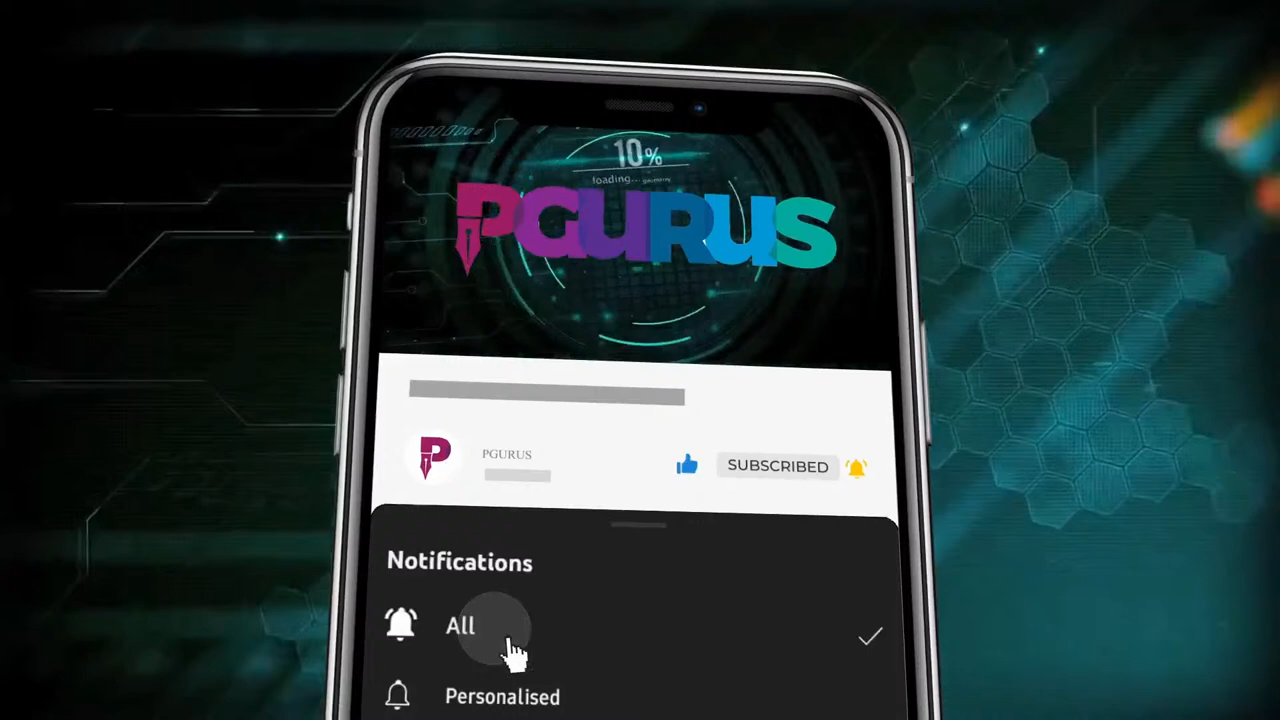 10%
loading...
PGURUS
P
PGURUS
SUBSCRIBED
Notifications
All
Personalised